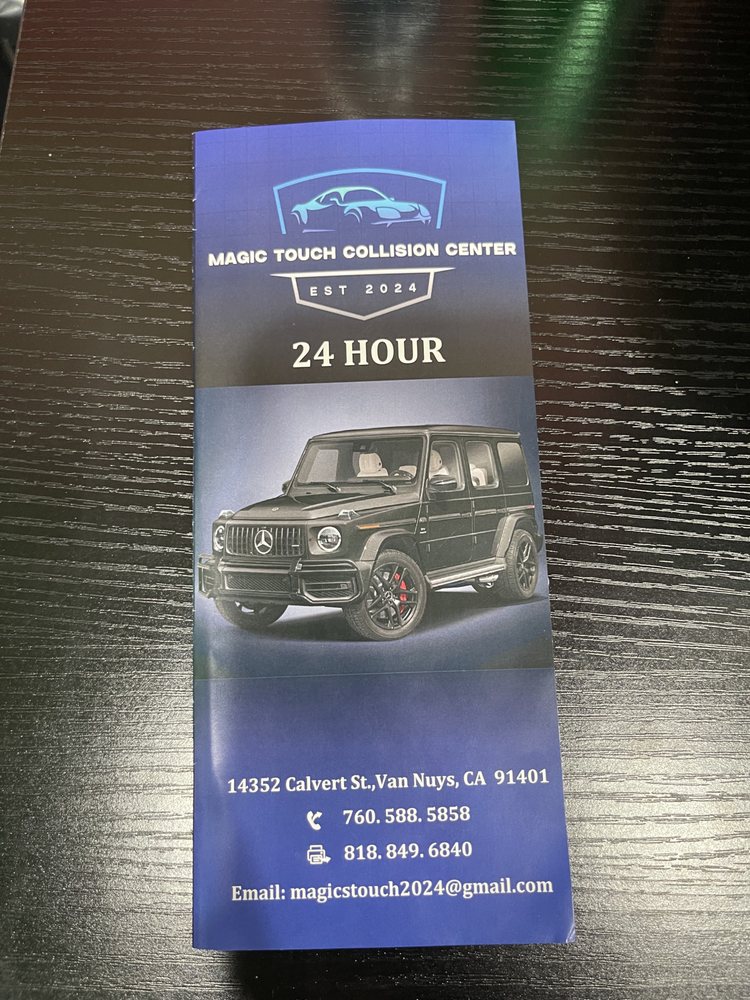 MAGIC TOUCH COLLISION CENTER
EST 2024
24 HOUR
14352 Calvert St.,Van Nuys, CA 91401
760. 588. 5858
818. 849. 6840
Email: magicstouch2024@gmail.com